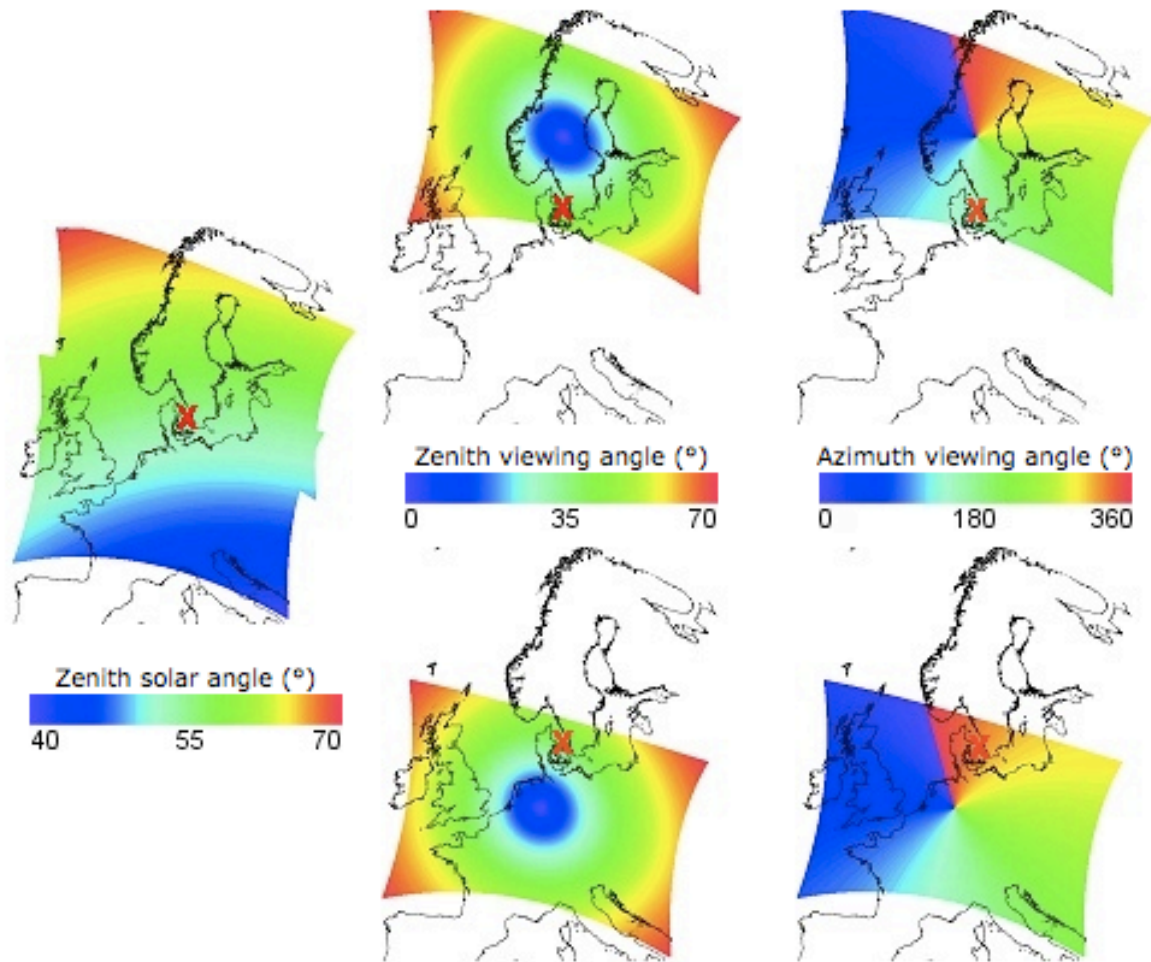 X
X
X
Zenith viewing angle (°)
0 35 70
Azimuth viewing angle (°)
0 180 360
Zenith solar angle (°)
40 55 70
X
X